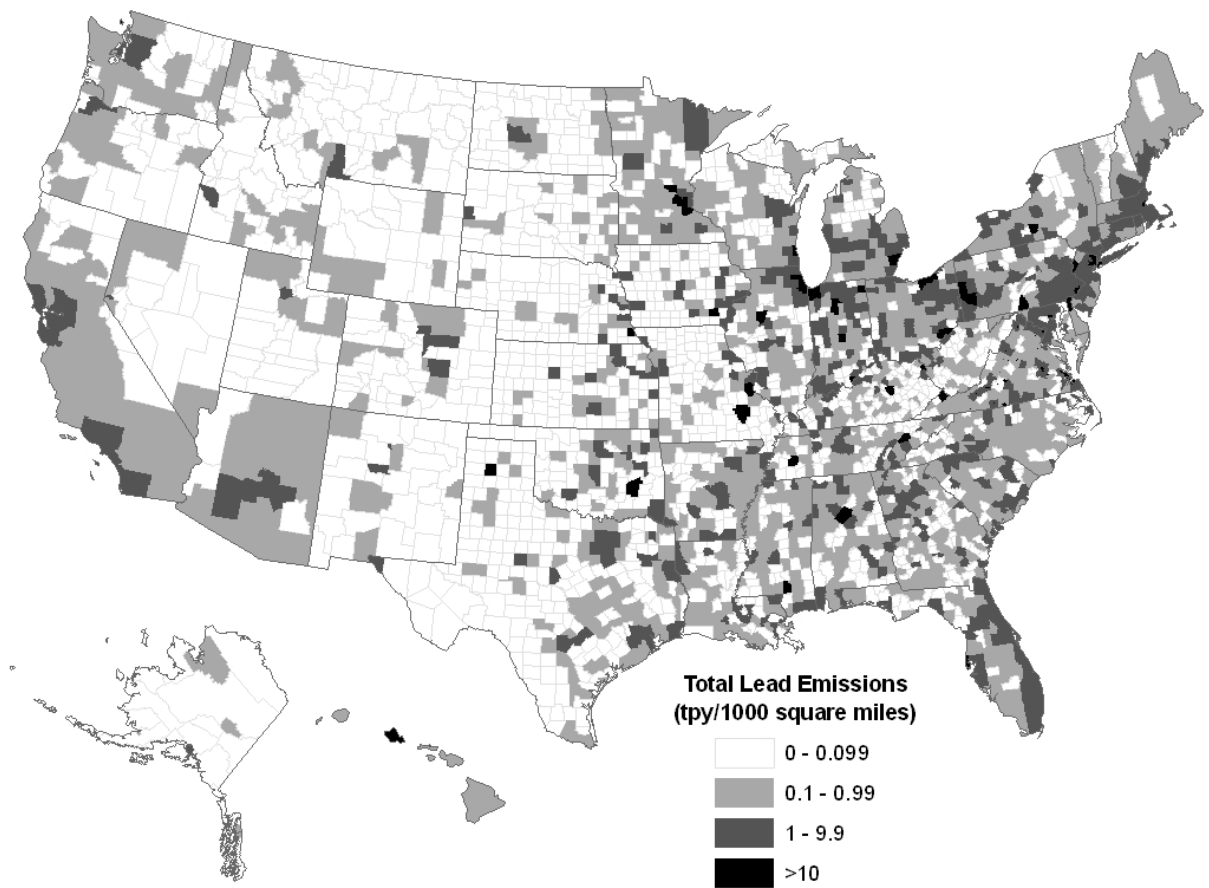 Total Lead Emissions
(tpy/1000 square miles)
0 - 0.099
0.1 - 0.99
1 - 9.9
>10